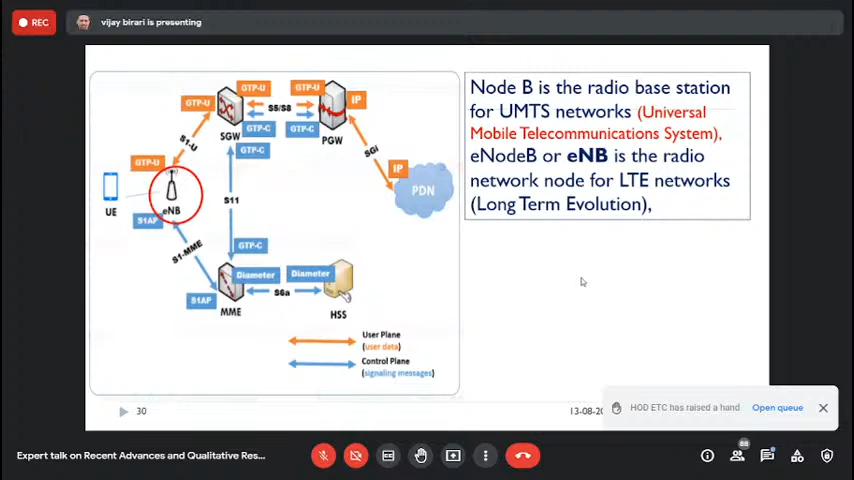 REC
vijay birari is presenting
GTP-U
GTP-U
GTP-U
IP
S5/S8
GTP-C
GTP-C
SGW
PGW
GTP-C
S1-U
SGi
GTP-U
IP
PDN
UE
eNB
S11
S1AP
S1-MME
GTP-C
Diameter
Diameter
S6a
S1AP
MME
HSS
User Plane
(user data)
Control Plane
(signaling messages)
Node B is the radio base station
for UMTS networks (Universal
Mobile Telecommunications System),
eNodeB or eNB is the radio
network node for LTE networks
(Long Term Evolution),
30
13-08-20
HOD ETC has raised a hand
Open queue
Expert talk on Recent Advances and Qualitative Res...
88